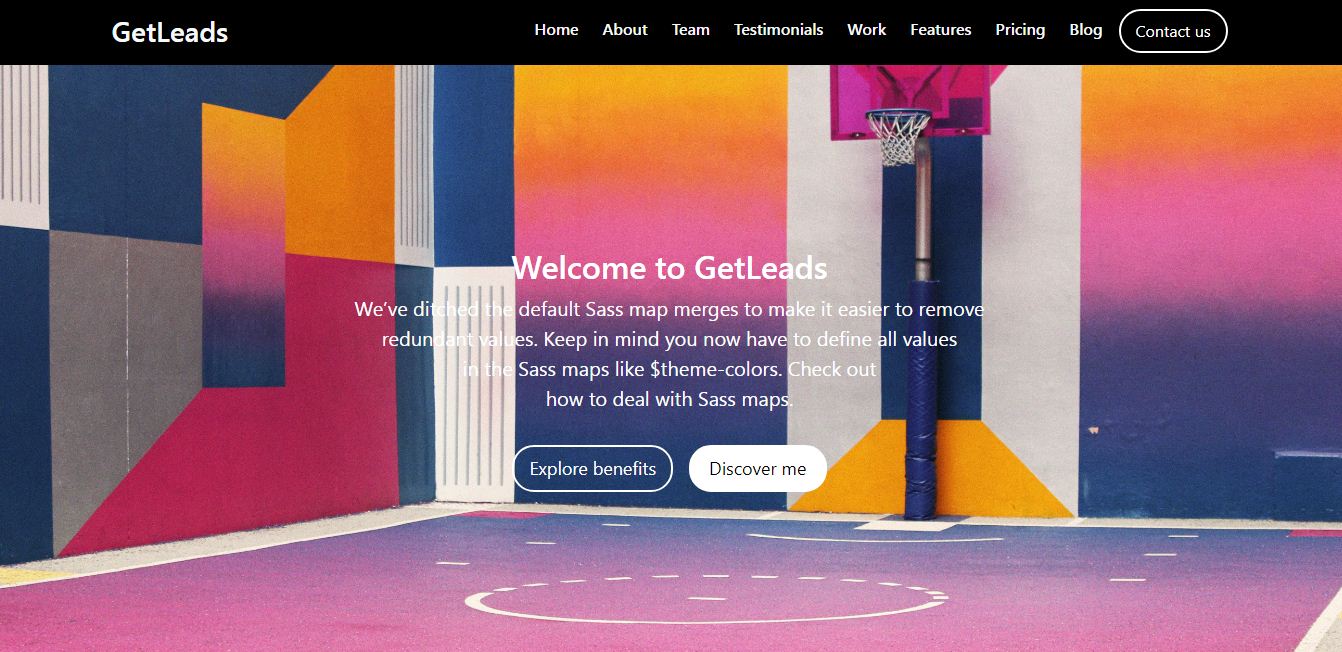 GetLeads
Home About Team Testimonials Work Features Pricing Blog Contact us
Welcome to GetLeads
We've ditched the default Sass map merges to make it easier to remove
redundant values. Keep in mind you now have to define all values
in the Sass maps like $theme-colors. Check out
how to deal with Sass maps.
Explore benefits Discover me